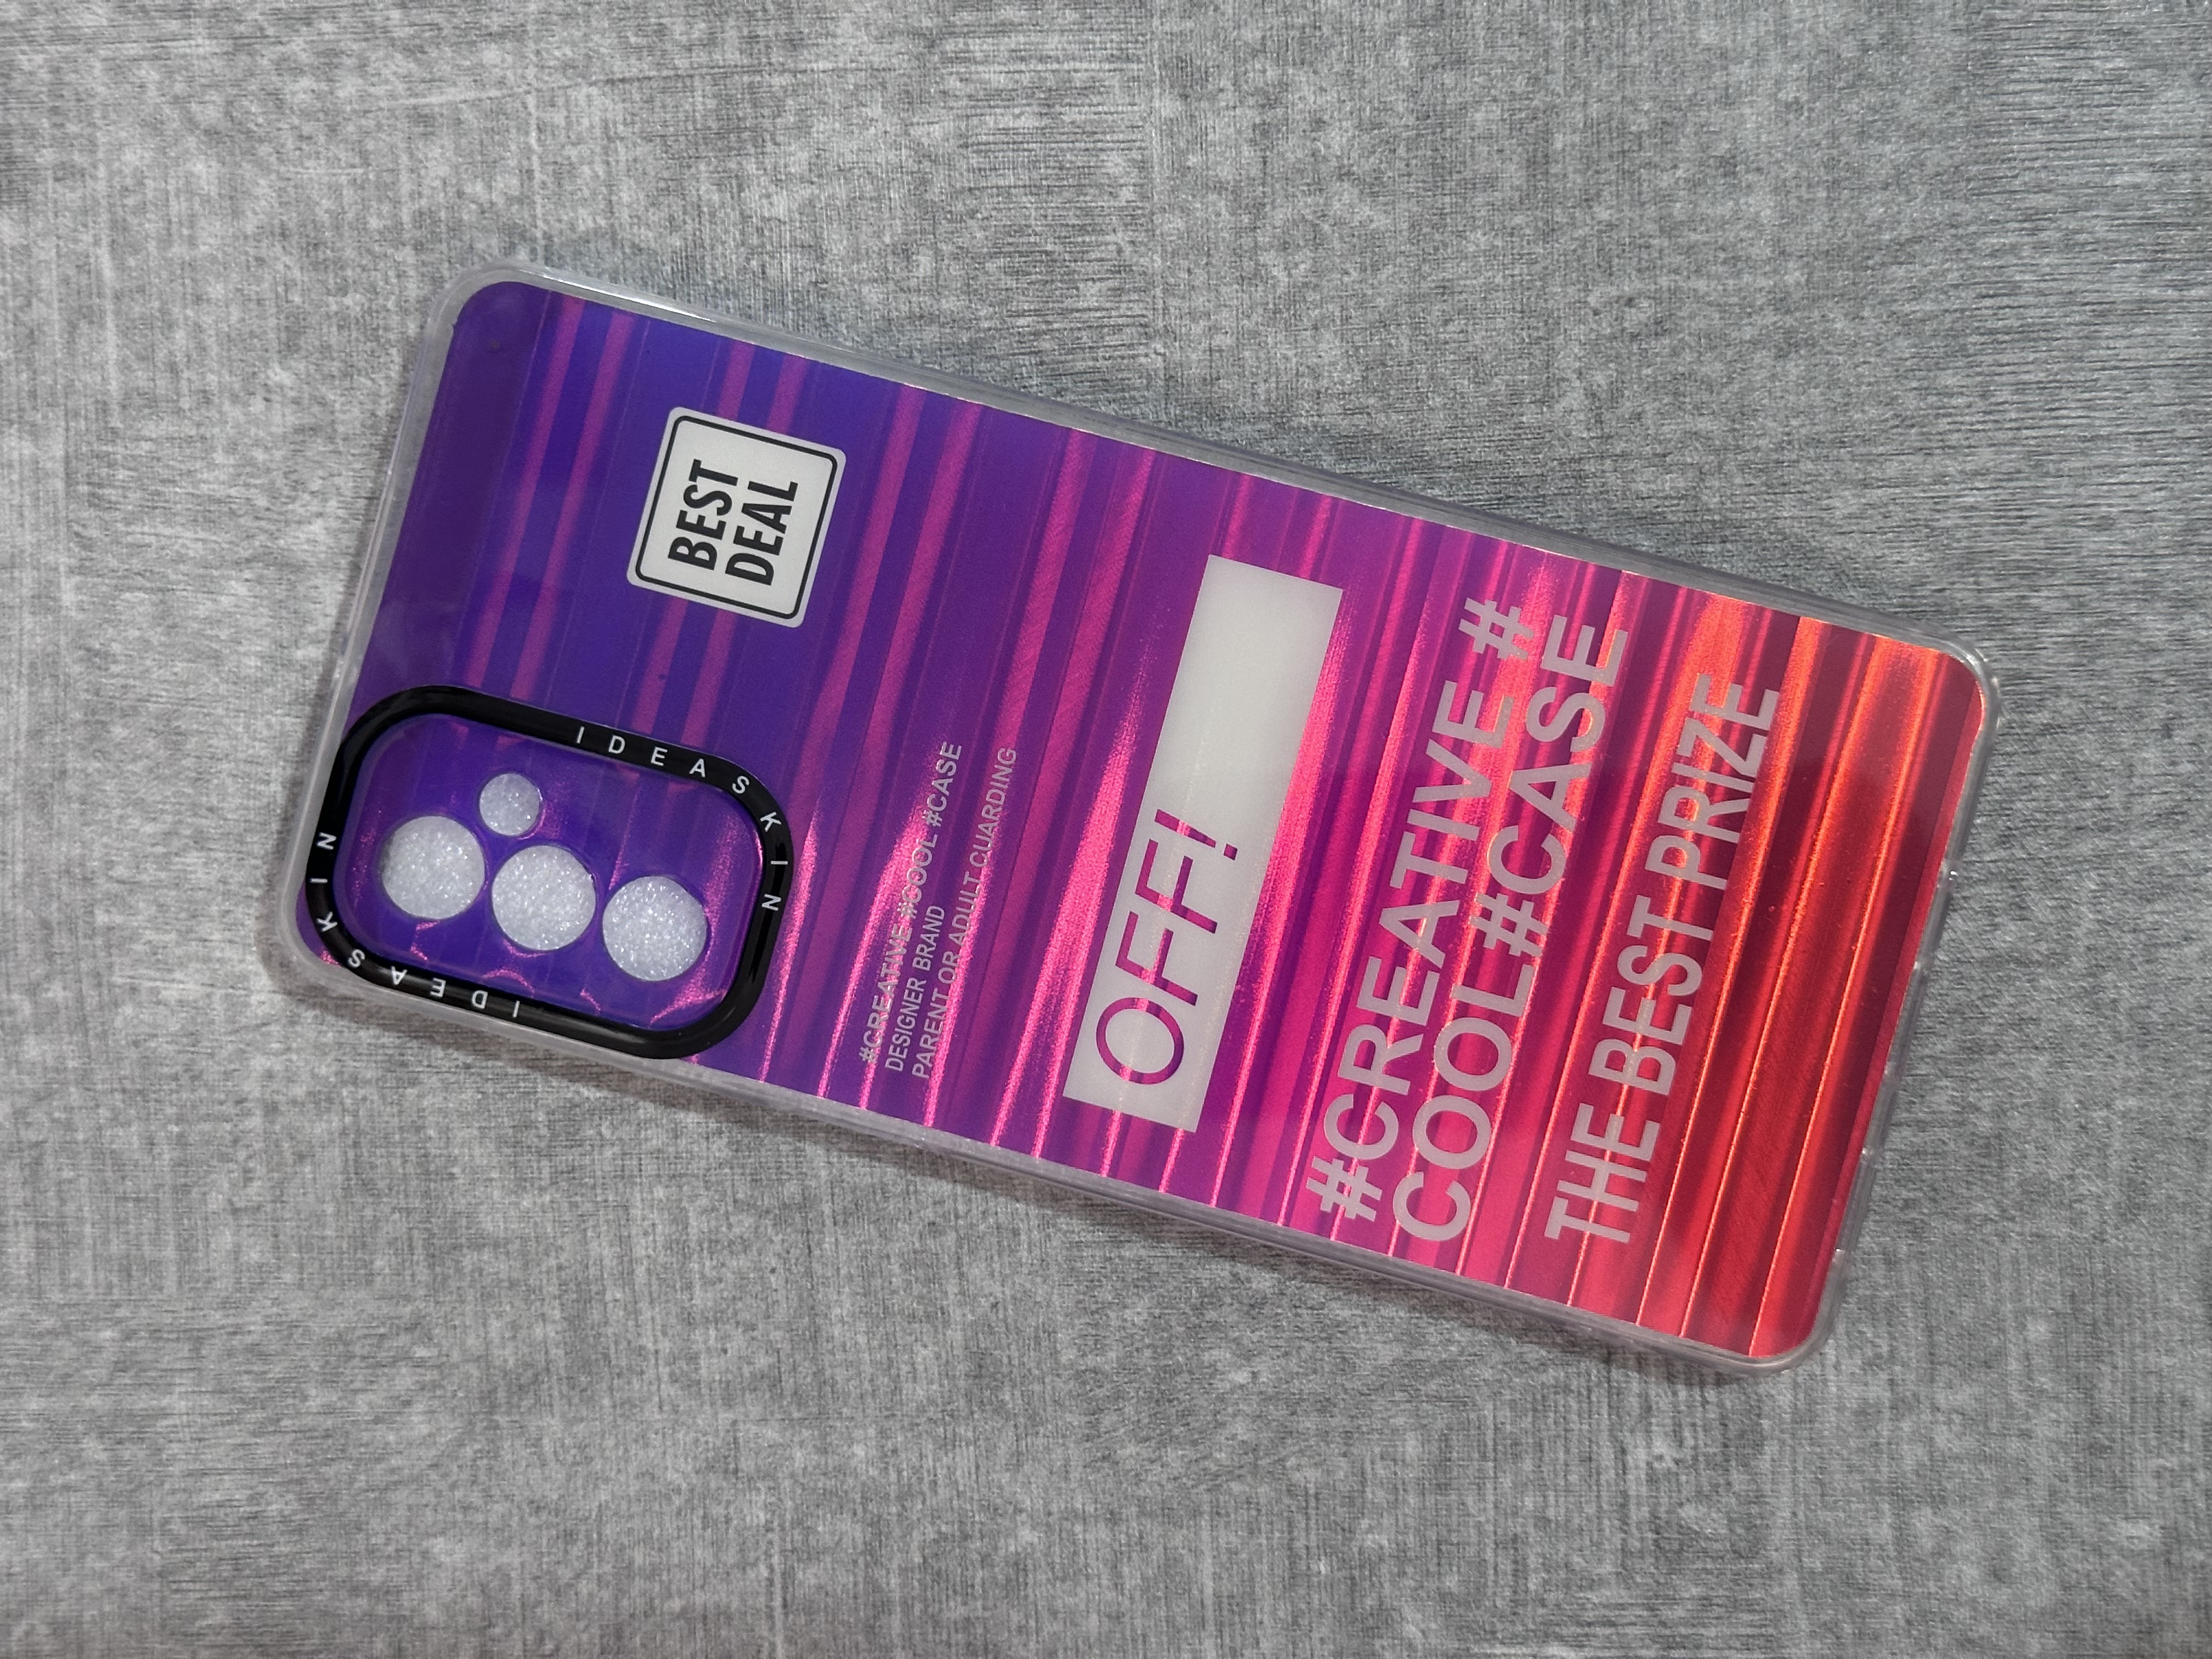 BEST
DEAL
IDEASKIN
IDEASKIN
#CREATIVE #COOL #CASE
DESIGNER BRAND
PARENT OR ADULT CUARDING
OFF!
#CREATIVE #
COOL#CASE
THE BEST PRIZE